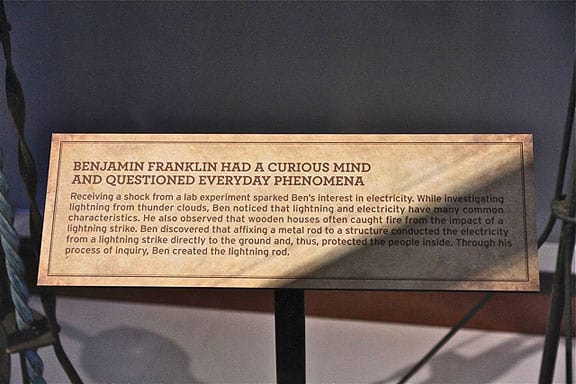 BENJAMIN FRANKLIN HAD A CURIOUS MIND
AND QUESTIONED EVERYDAY PHENOMENA
Receiving a shock from a lab experiment sparked Ben's interest in electricity. While investigating
lightning from thunder clouds, Ben noticed that lightning and electricity have many common
characteristics. He also observed that wooden houses often caught fire from the impact of a
lightning strike. Ben discovered that affixing a metal rod to a structure conducted the electricity
from a lightning strike directly to the ground and, thus, protected the people inside. Through his
process of inquiry, Ben created the lightning rod.